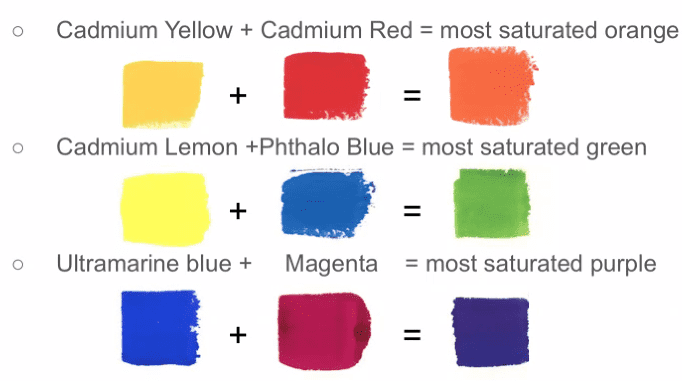 ○ Cadmium Yellow + Cadmium Red = most saturated orange
+ =
○ Cadmium Lemon +Phthalo Blue = most saturated green
+ =
○ Ultramarine blue + Magenta = most saturated purple
+ =